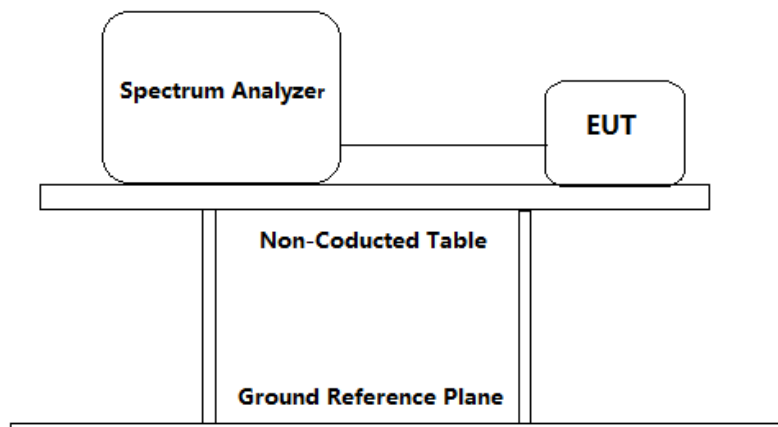 Spectrum Analyzer
EUT
Non-Coducted Table
Ground Reference Plane